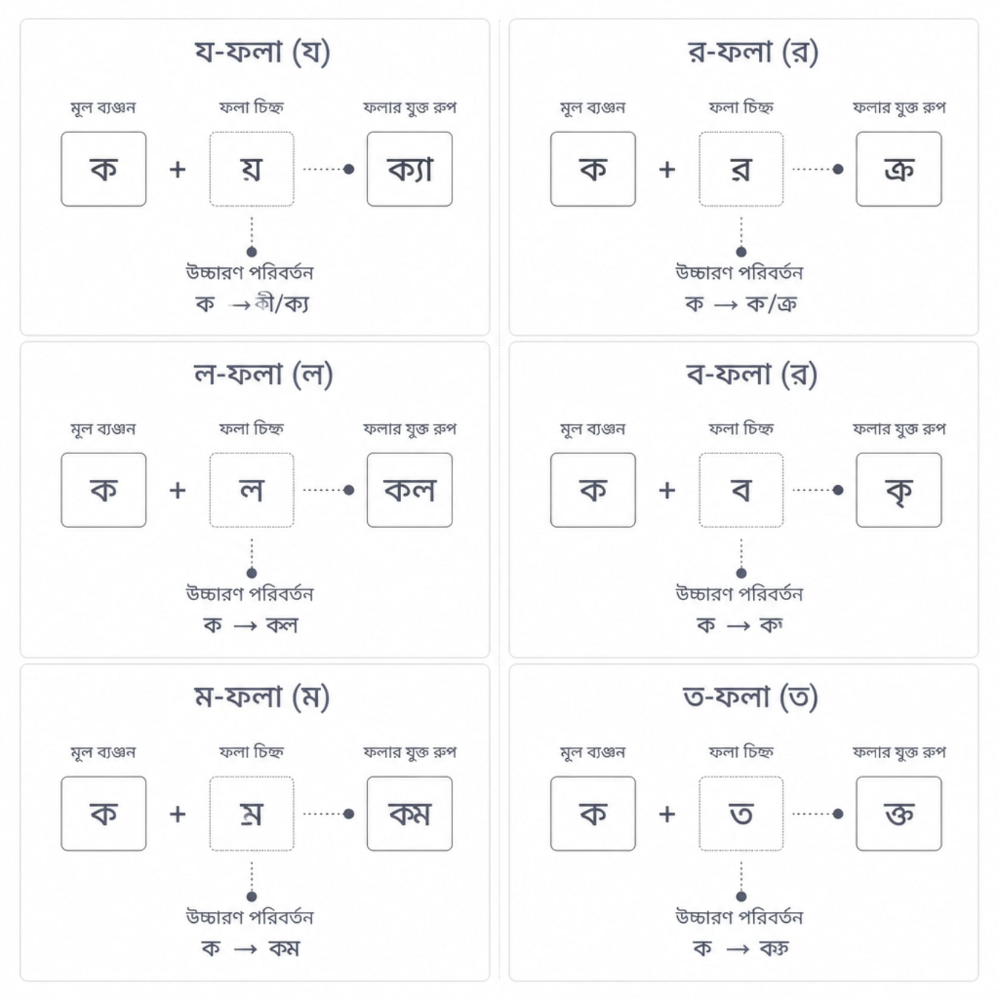 য-ফলা (য)
মূল ব্যঞ্জন ফলা চিহ্ন ফলার যুক্ত রুপ
ক + য় ক্যা
উচ্চারণ পরিবর্তন
ক → কী/ক্য
র-ফলা (র)
মূল ব্যঞ্জন ফলা চিহ্ন ফলার যুক্ত রুপ
ক + র ক্র
উচ্চারণ পরিবর্তন
ক → ক/ক্র
ল-ফলা (ল)
মূল ব্যঞ্জন ফলা চিহ্ন ফলার যুক্ত রুপ
ক + ল কল
উচ্চারণ পরিবর্তন
ক → কল
ব-ফলা (র)
মূল ব্যঞ্জন ফলা চিহ্ন ফলার যুক্ত রুপ
ক + ব কৃ
উচ্চারণ পরিবর্তন
ক →
ম-ফলা (ম)
মূল ব্যঞ্জন ফলা চিহ্ন ফলার যুক্ত রুপ
ক + ম কম
উচ্চারণ পরিবর্তন
ক → কম
ত-ফলা (ত)
মূল ব্যঞ্জন ফলা চিহ্ন ফলার যুক্ত রুপ
ক + ত ক্ত
উচ্চারণ পরিবর্তন
ক →